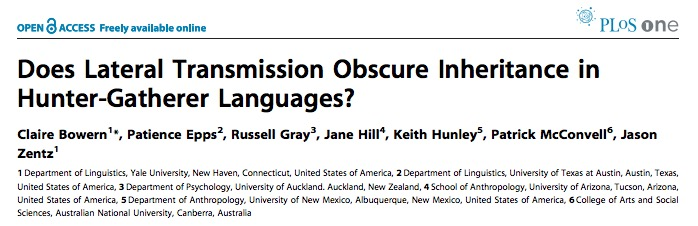 OPEN ACCESS Freely available online
PLoS one
Does Lateral Transmission Obscure Inheritance in
Hunter-Gatherer Languages?
Claire Bowern1*, Patience Epps2, Russell Gray3, Jane Hill4, Keith Hunley5, Patrick McConvell6, Jason
Zentz1
1 Department of Linguistics, Yale University, New Haven, Connecticut, United States of America, 2 Department of Linguistics, University of Texas at Austin, Austin, Texas,
United States of America, 3 Department of Psychology, University of Auckland. Auckland, New Zealand, 4 School of Anthropology, University of Arizona, Tucson, Arizona,
United States of America, 5 Department of Anthropology, University of New Mexico, Albuquerque, New Mexico, United States of America, 6 College of Arts and Social
Sciences, Australian National University, Canberra, Australia